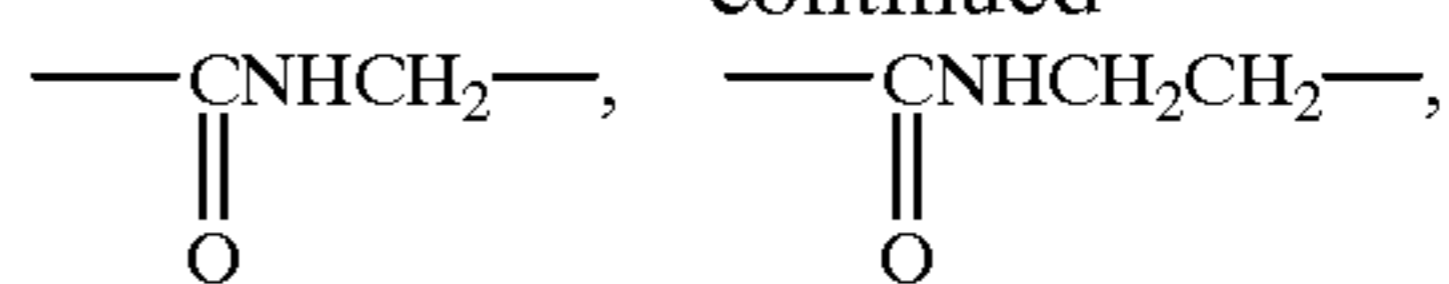 continued
—CNHCH₂—, —CNHCH₂CH₂—,
O O